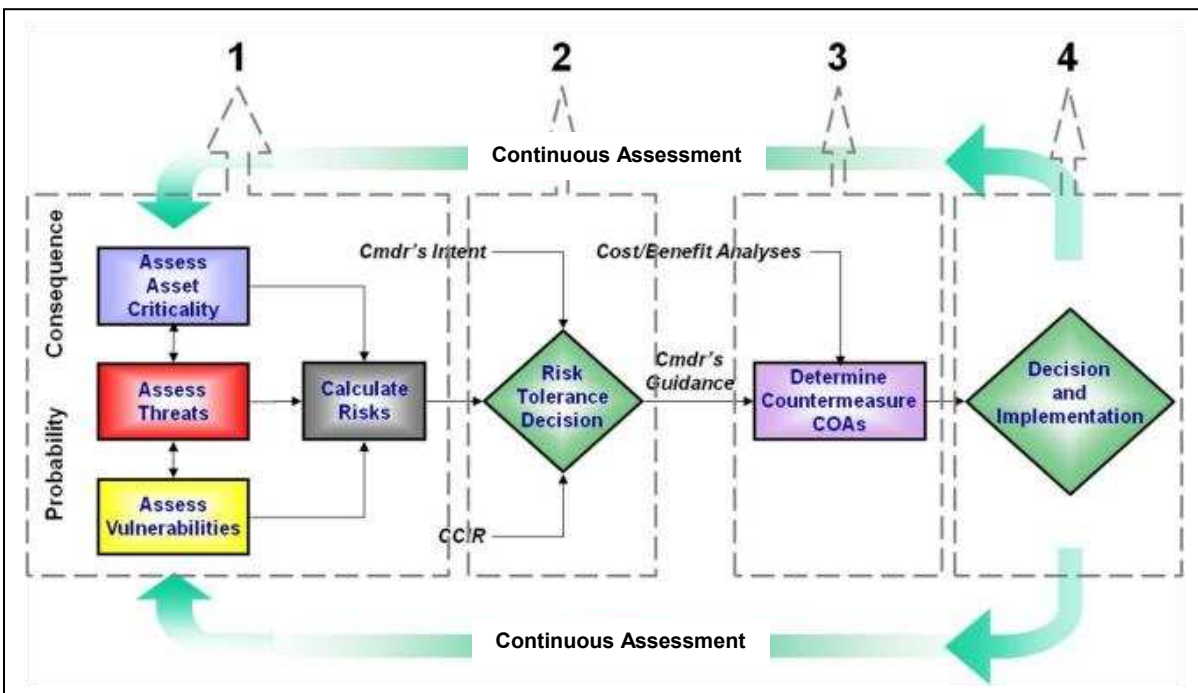 1
2
3
4
Continuous Assessment
Consequence
Probability
Assess
Asset
Criticality
Assess
Threats
Assess
Vulnerabilities
Calculate
Risks
Cmdr's Intent
Risk
Tolerance
Decision
CCIR
Cmdr's
Guidance
Cost/Benefit Analyses
Determine
Countermeasure
COAs
Decision
and
Implementation
Continuous Assessment